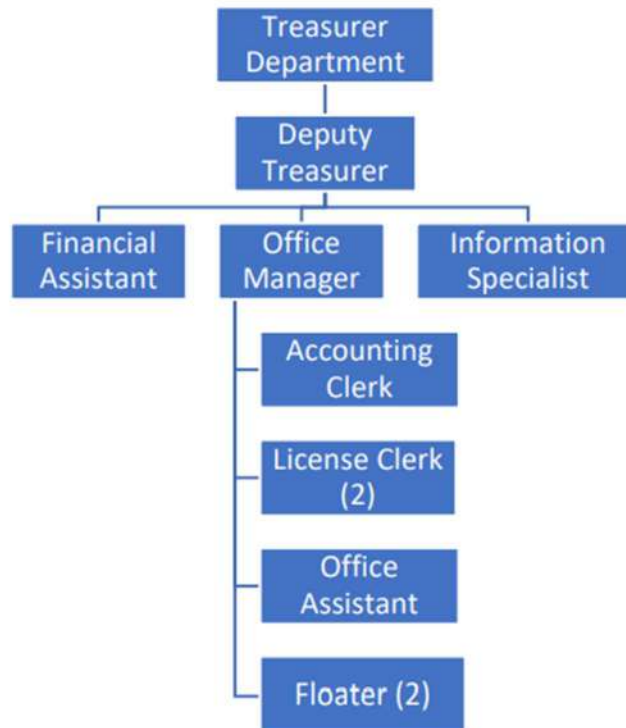 Treasurer
Department
Deputy
Treasurer
Financial
Assistant
Office
Manager
Information
Specialist
Accounting
Clerk
License Clerk
(2)
Office
Assistant
Floater (2)